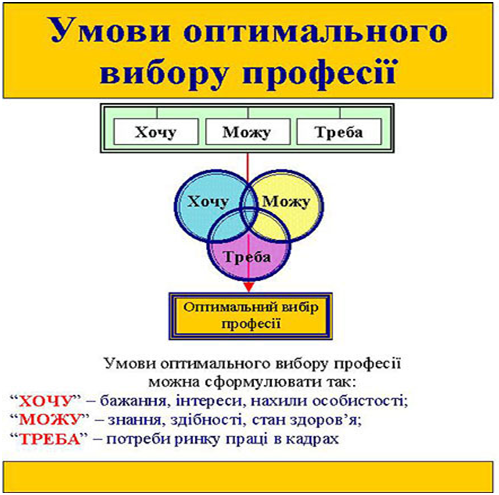 Умови оптимального
вибору професії
Хочу Можу Треба
Хочу Можу
Треба
Оптимальний вибір
професії
Умови оптимального вибору професії
можна сформулювати так:
“ХОЧУ” – бажання, інтереси, нахили особистості;
“МОЖУ” – знання, здібності, стан здоров’я;
“ТРЕБА” – потреби ринку праці в кадрах